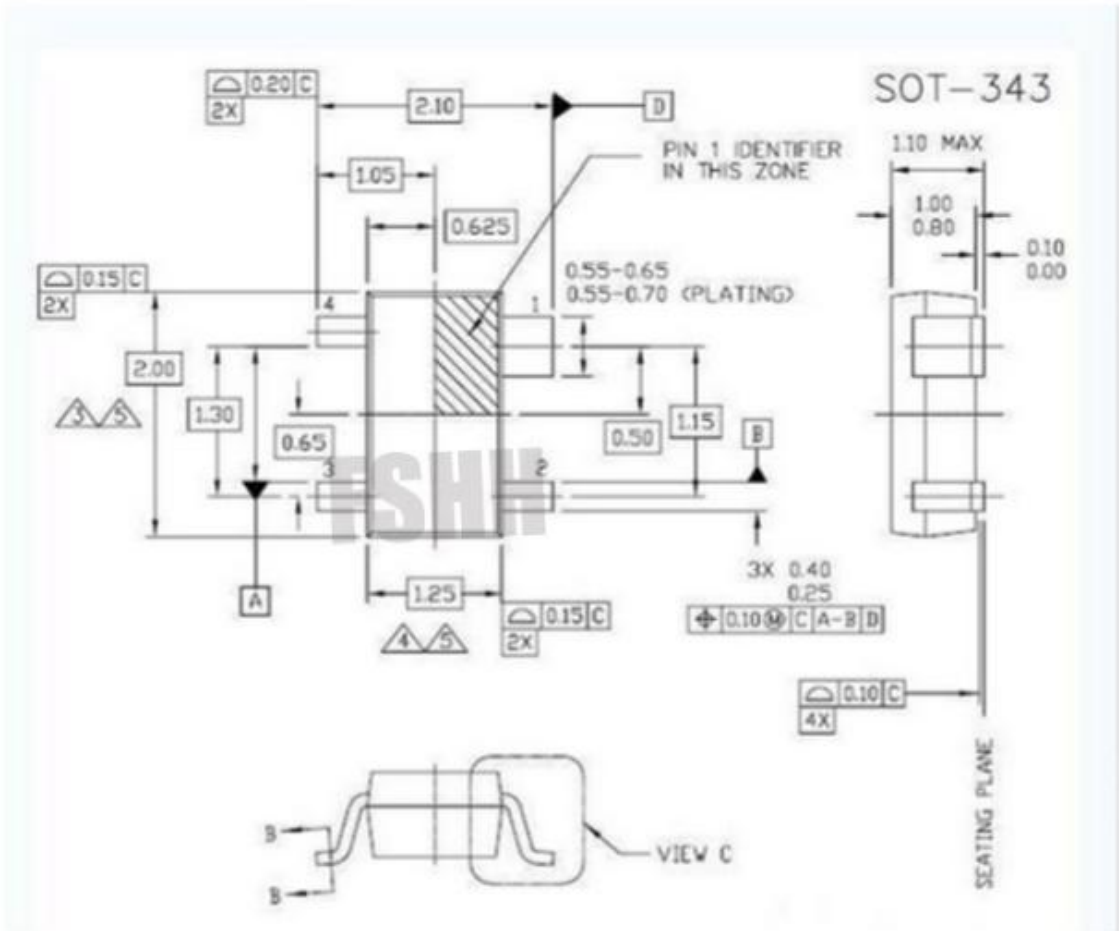 SOT-343
0.20 C
2X
2.10
D
1.10 MAX
PIN 1 IDENTIFIER
IN THIS ZONE
1.05
1.00
0.80
0.625
0.10
0.00
0.15 C
2X
0.55-0.65
0.55-0.70 (PLATING)
4
1
2.00
3 5
1.30
0.65
0.50
1.15
B
3
2
FSHH
A
1.25
4 5
0.15 C
2X
3X 0.40
0.25
0.10 Ⓜ C A-B D
0.10 C
4X
SEATING PLANE
B
B
VIEW C